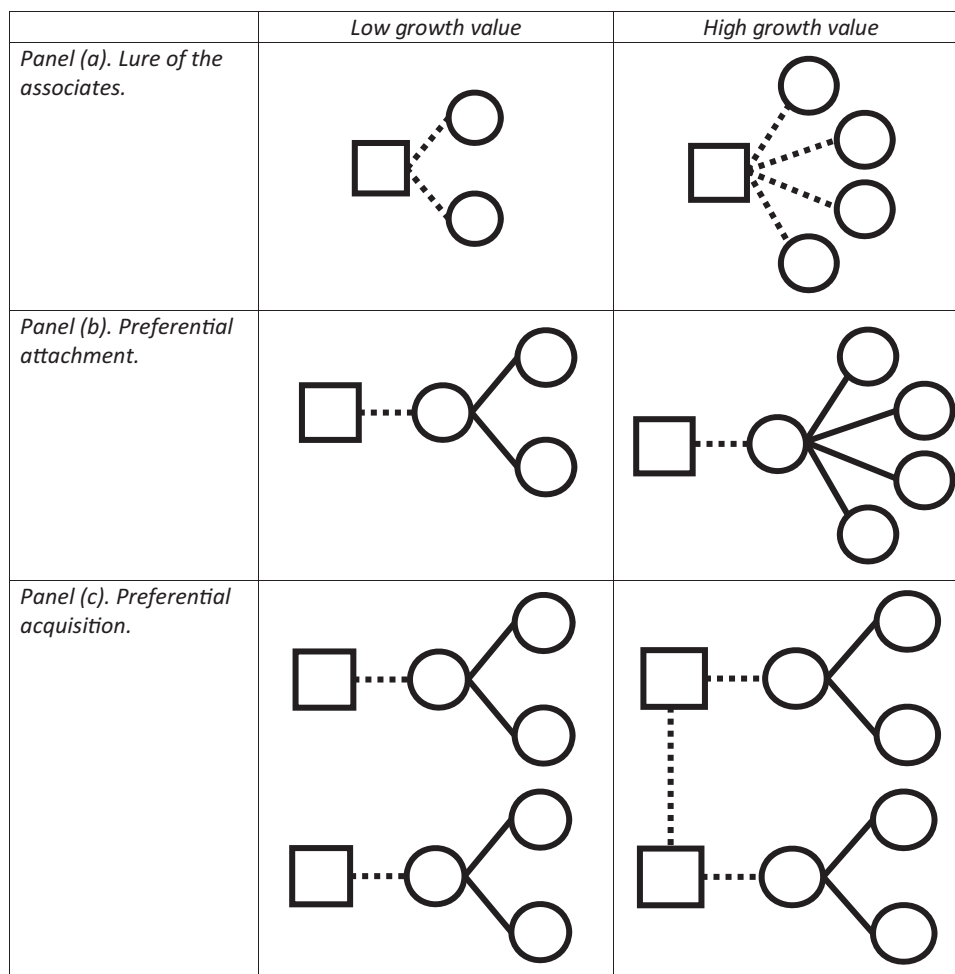 Low growth value
High growth value
Panel (a). Lure of the
associates.
Panel (b). Preferential
attachment.
Panel (c). Preferential
acquisition.